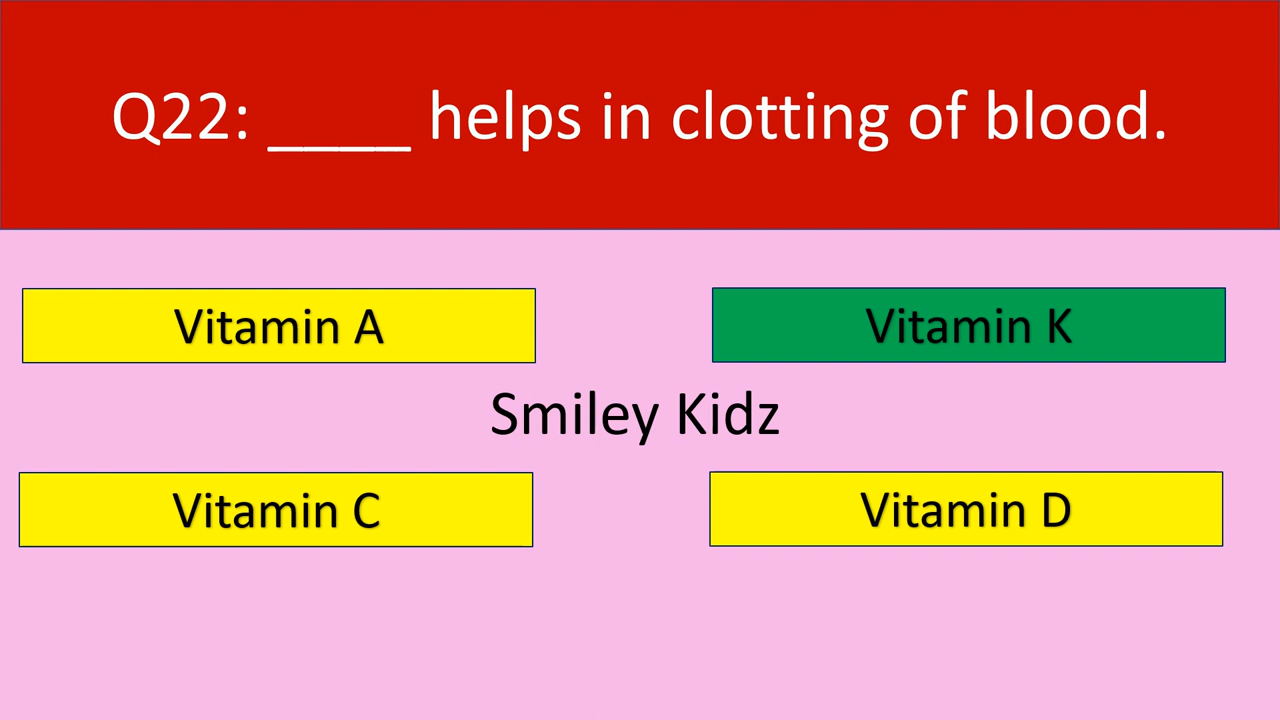 Q22: ____ helps in clotting of blood.
Vitamin A
Vitamin K
Smiley Kidz
Vitamin C
Vitamin D